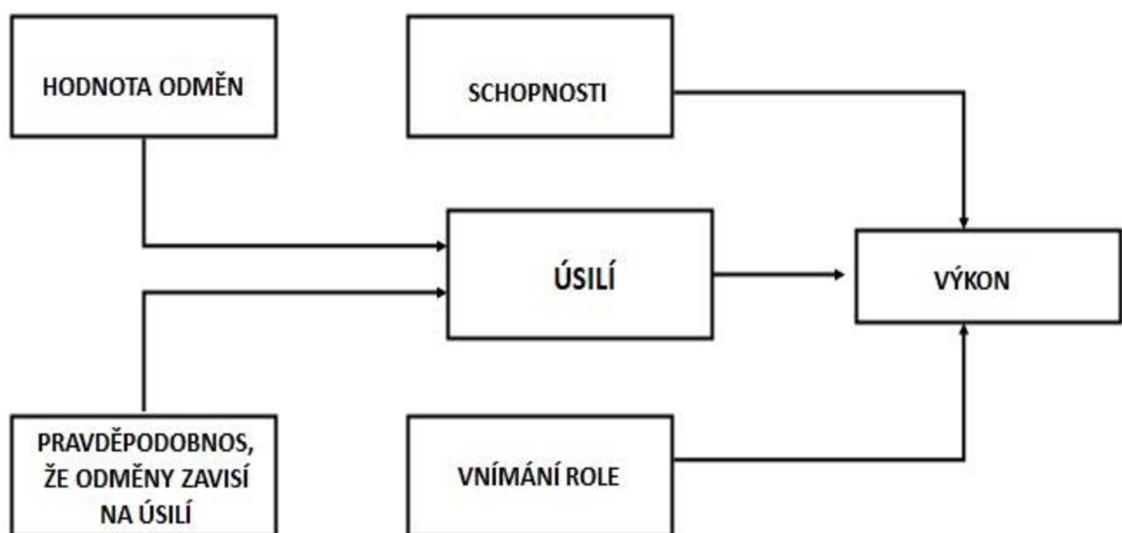 HODNOTA ODMĚN
SCHOPNOSTI
ÚSILÍ
VÝKON
PRAVDĚPODOBNOS,
ŽE ODMĚNY ZAVISÍ
NA ÚSILÍ
VNÍMÁNÍ ROLE